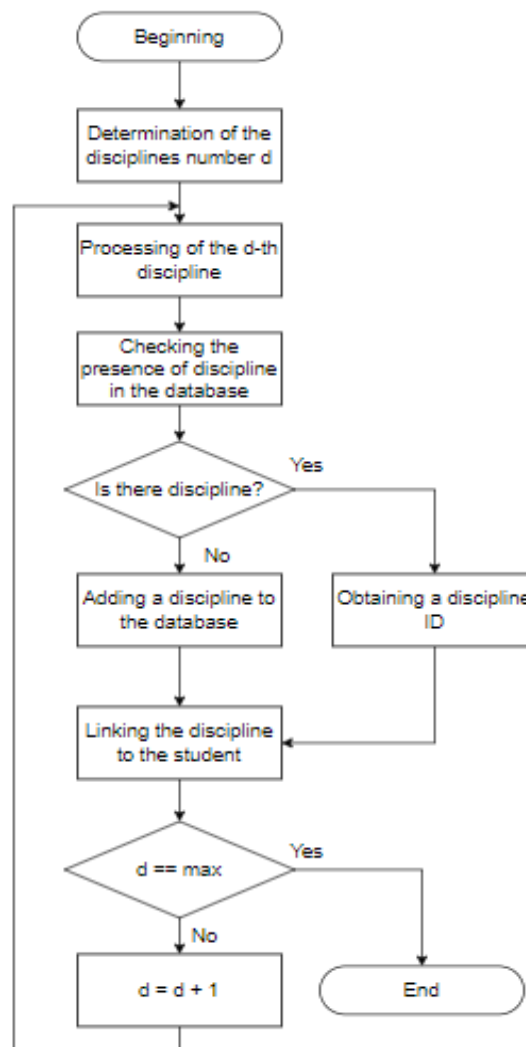 Beginning
Determination of the
disciplines number d
Processing of the d-th
discipline
Checking the
presence of discipline
in the database
Is there discipline?
Yes
No
Adding a discipline to
the database
Obtaining a discipline
ID
Linking the discipline
to the student
d == max
Yes
No
d = d + 1
End